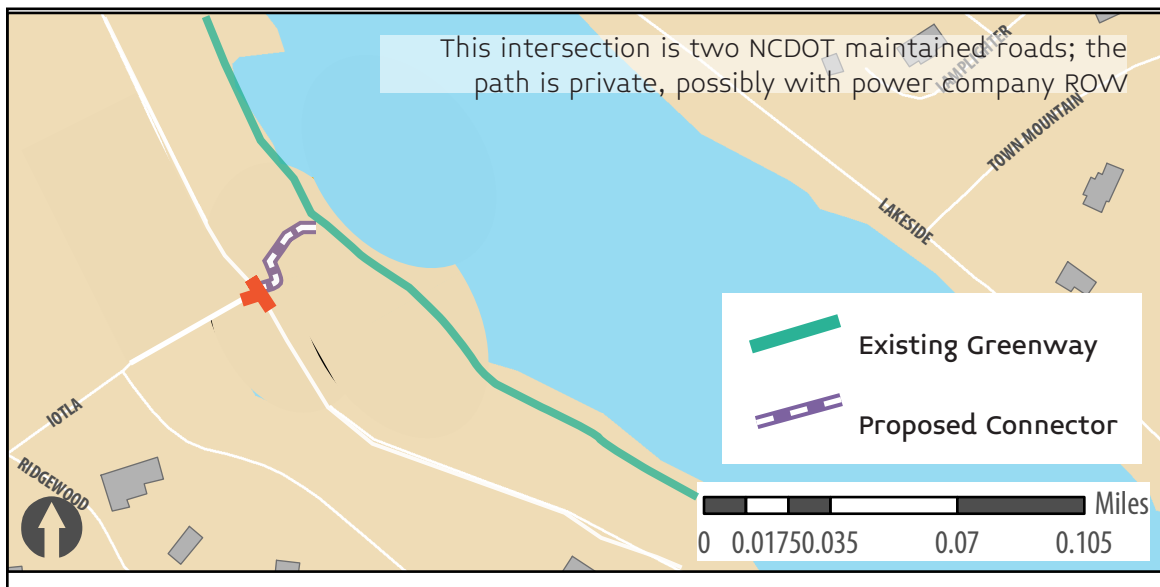 This intersection is two NCDOT maintained roads; the
path is private, possibly with power company ROW
LAMPLIGHTER
TOWN MOUNTAIN
LAKESIDE
Existing Greenway
Proposed Connector
IOTLA
RIDGEWOOD
Miles
0 0.0175 0.035 0.07 0.105